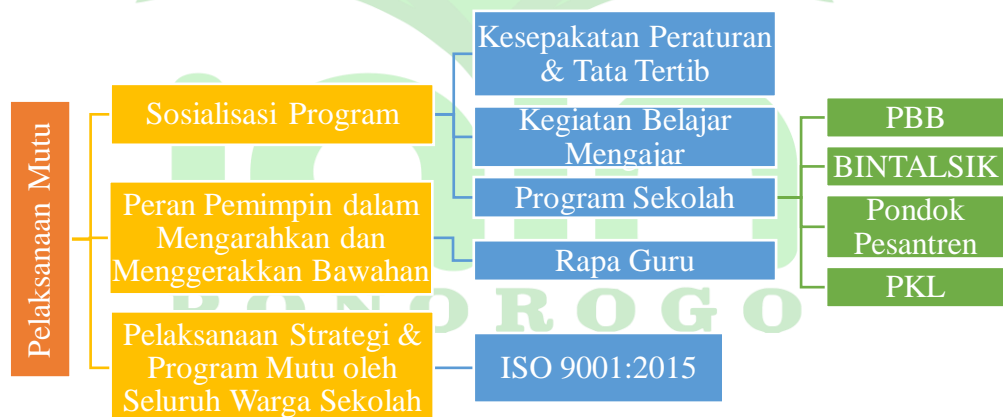 Pelaksanaan Mutu
Sosialisasi Program
Peran Pemimpin dalam
Mengarahkan dan
Menggerakkan Bawahan
Pelaksanaan Strategi &
Program Mutu oleh
Seluruh Warga Sekolah
Kesepakatan Peraturan
& Tata Tertib
Kegiatan Belajar
Mengajar
Program Sekolah
Rapa Guru
ISO 9001:2015
PBB
BINTALSIK
Pondok
Pesantren
PKL
PONOROGO